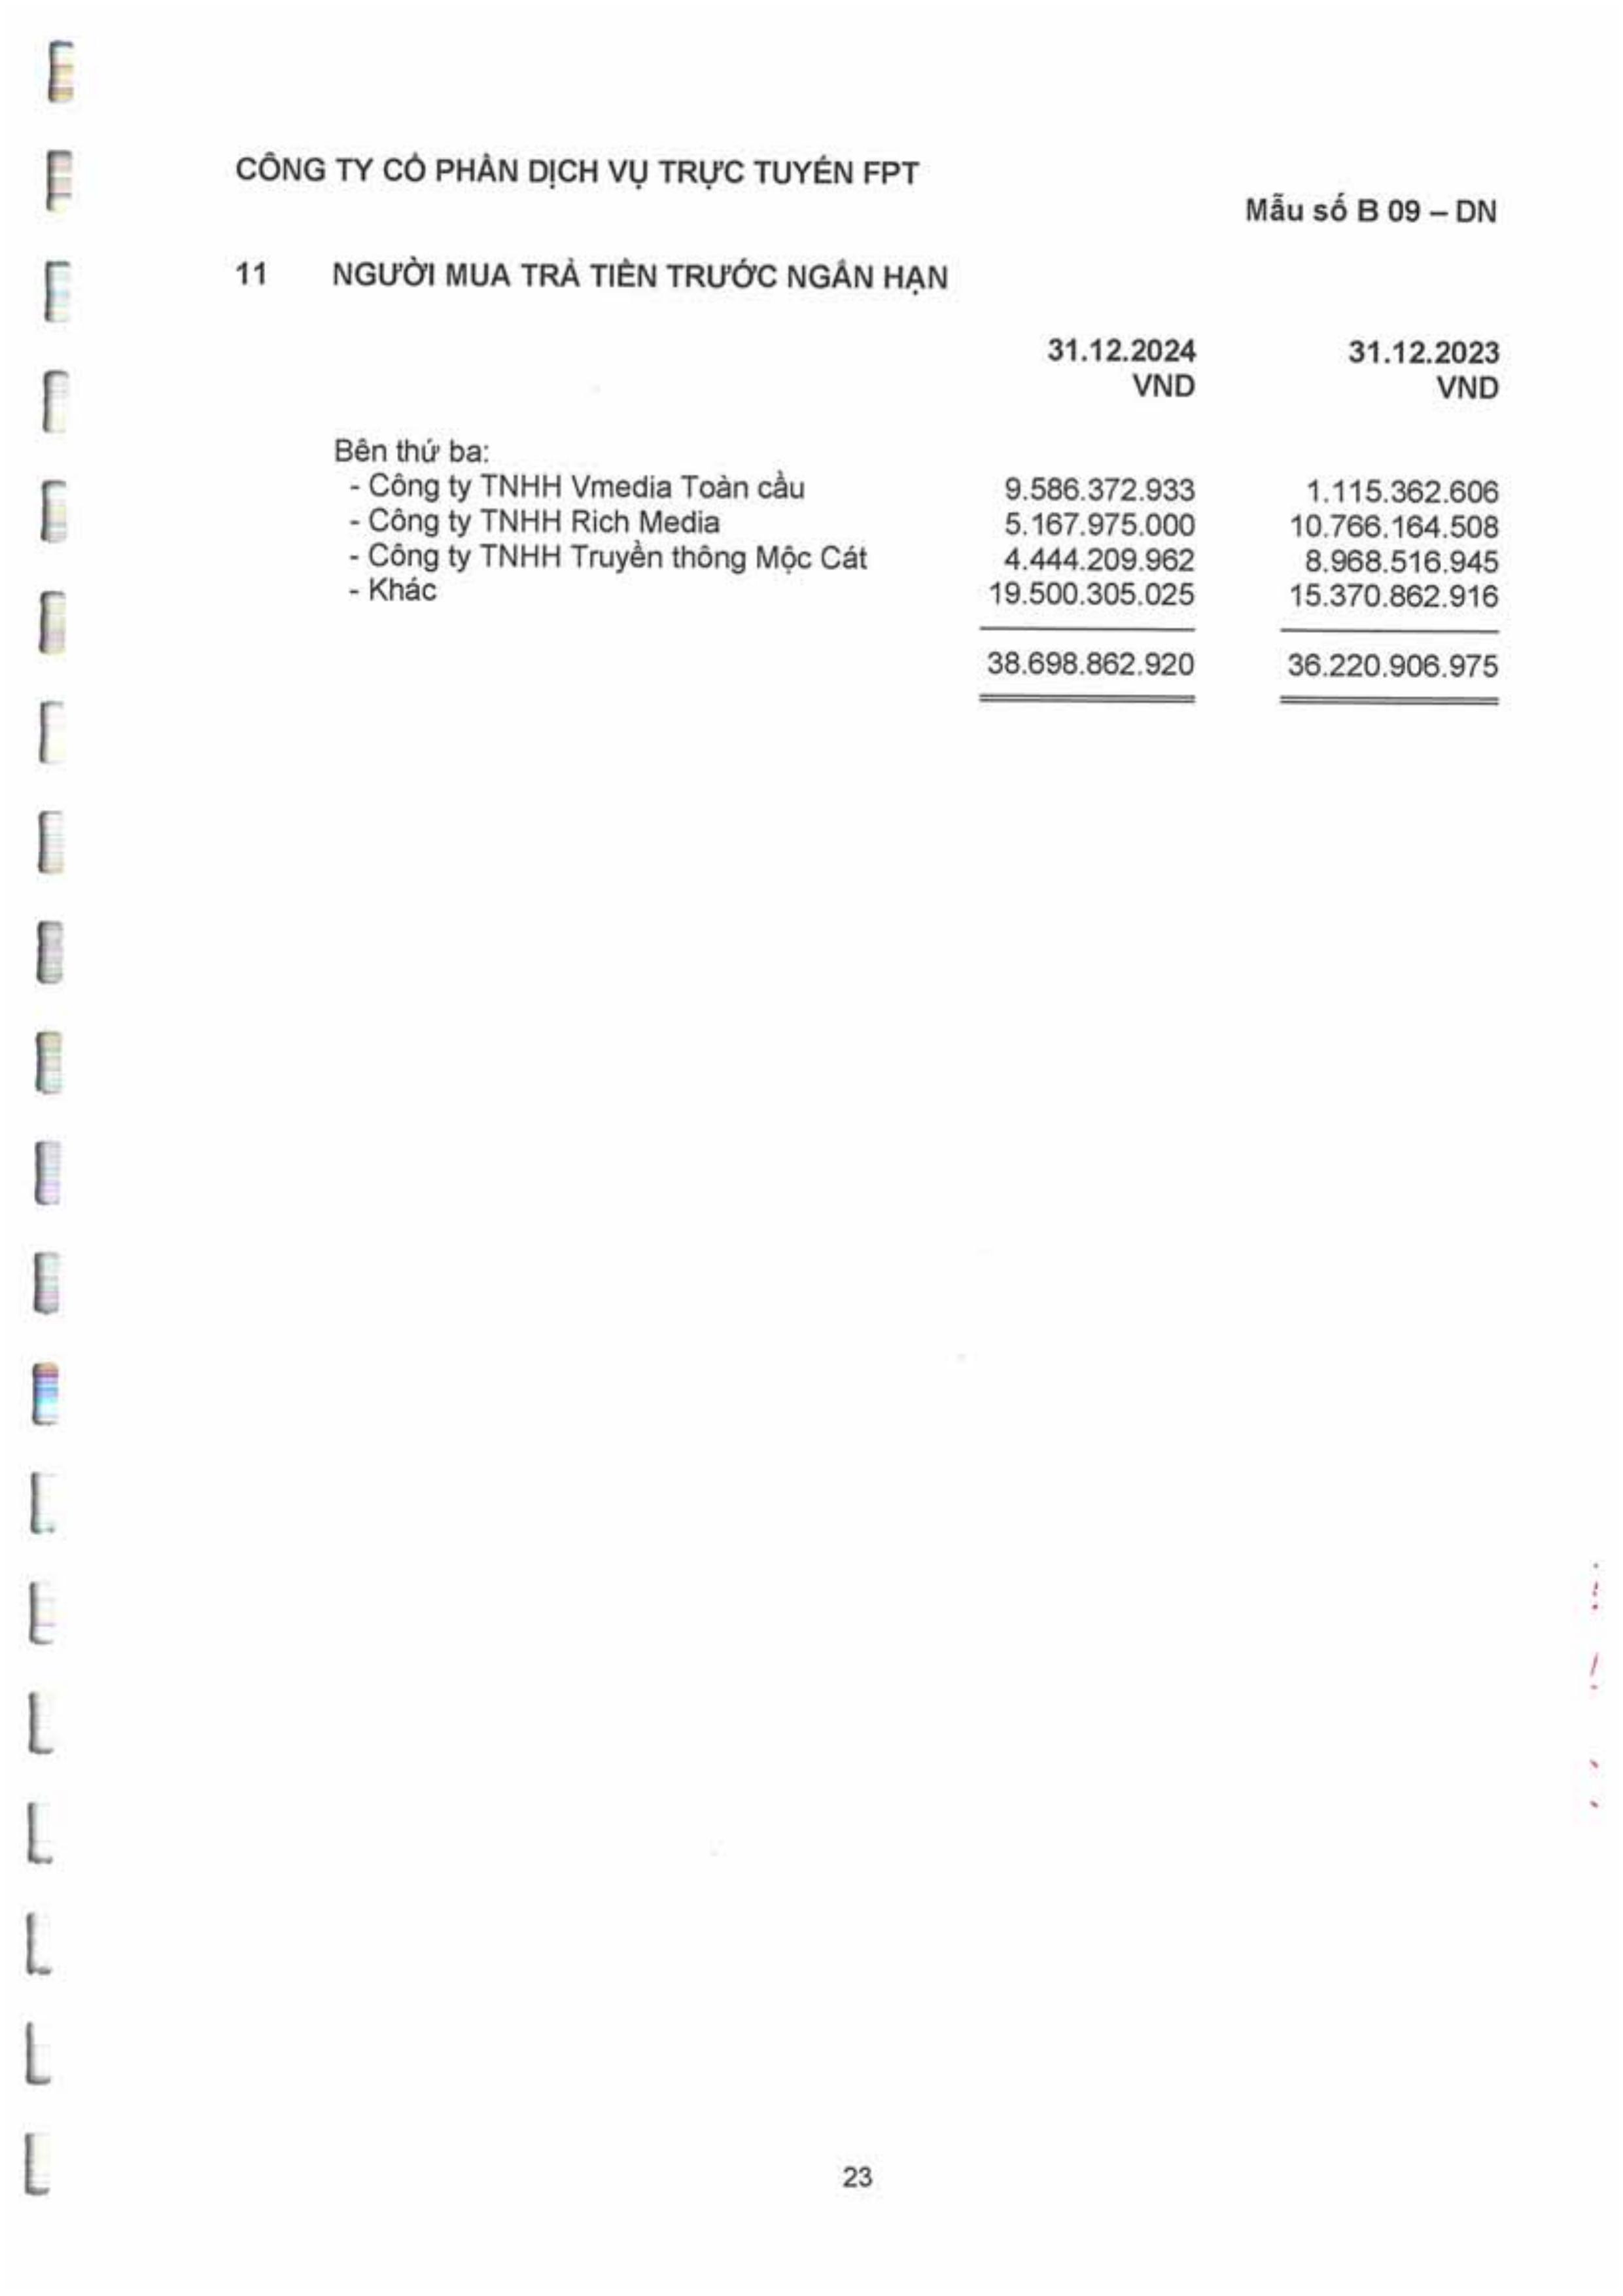 CÔNG TY CỔ PHẦN DỊCH VỤ TRỰC TUYẾN FPT
Mẫu số B 09 – DN
11 NGƯỜI MUA TRẢ TIỀN TRƯỚC NGẮN HẠN
31.12.2024 31.12.2023
VND VND
Bên thứ ba:
- Công ty TNHH Vmedia Toàn cầu 9.586.372.933 1.115.362.606
- Công ty TNHH Rich Media 5.167.975.000 10.766.164.508
- Công ty TNHH Truyền thông Mộc Cát 4.444.209.962 8.968.516.945
- Khác 19.500.305.025 15.370.862.916
38.698.862.920 36.220.906.975
23